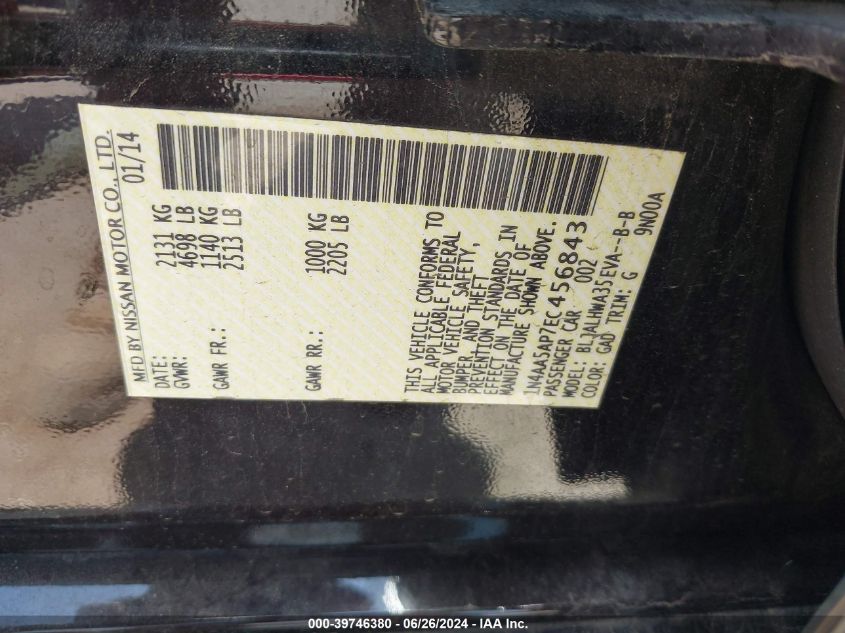 MFD BY NISSAN MOTOR CO., LTD.
DATE: 01/14
GVWR: 2131 KG
4698 LB
GAWR FR.: 1140 KG
2513 LB
GAWR RR.: 1000 KG
2205 LB
THIS VEHICLE CONFORMS TO
ALL APPLICABLE FEDERAL
MOTOR VEHICLE SAFETY,
BUMPER, AND THEFT
PREVENTION STANDARDS IN
EFFECT ON THE DATE OF
MANUFACTURE SHOWN ABOVE.
1N4AA5AP7EC456843
PASSENGER CAR 002
MODEL: BLJALHWA35EVA--B-B
COLOR: GAD TRIM: G 9N00A
000-39746380 - 06/26/2024 - IAA Inc.